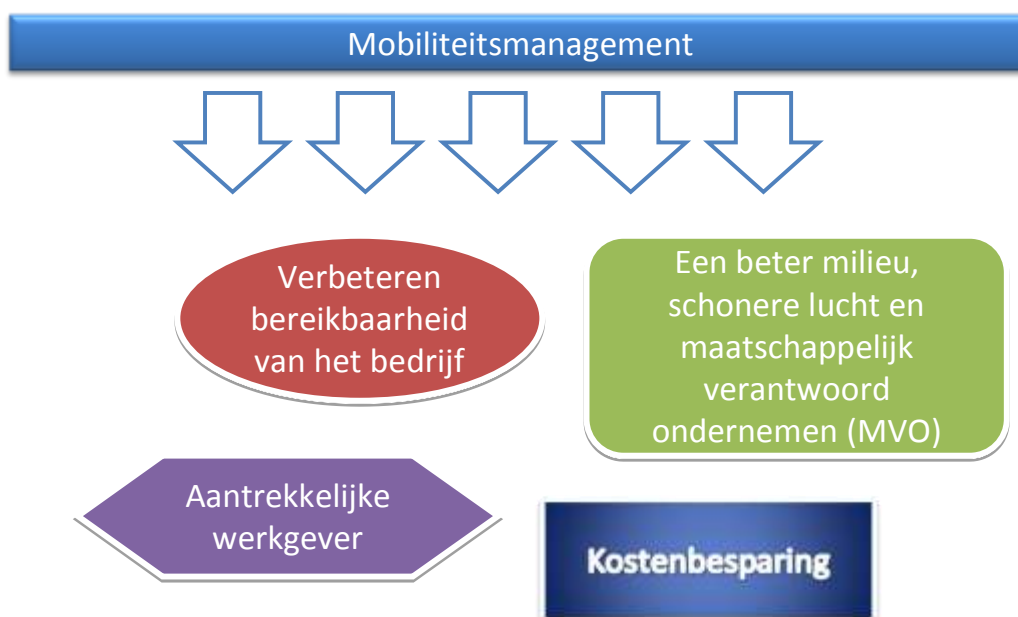 Mobiliteitsmanagement
Verbeteren
bereikbaarheid
van het bedrijf
Een beter milieu,
schonere lucht en
maatschappelijk
verantwoord
ondernemen (MVO)
Aantrekkelijke
werkgever
Kostenbesparing